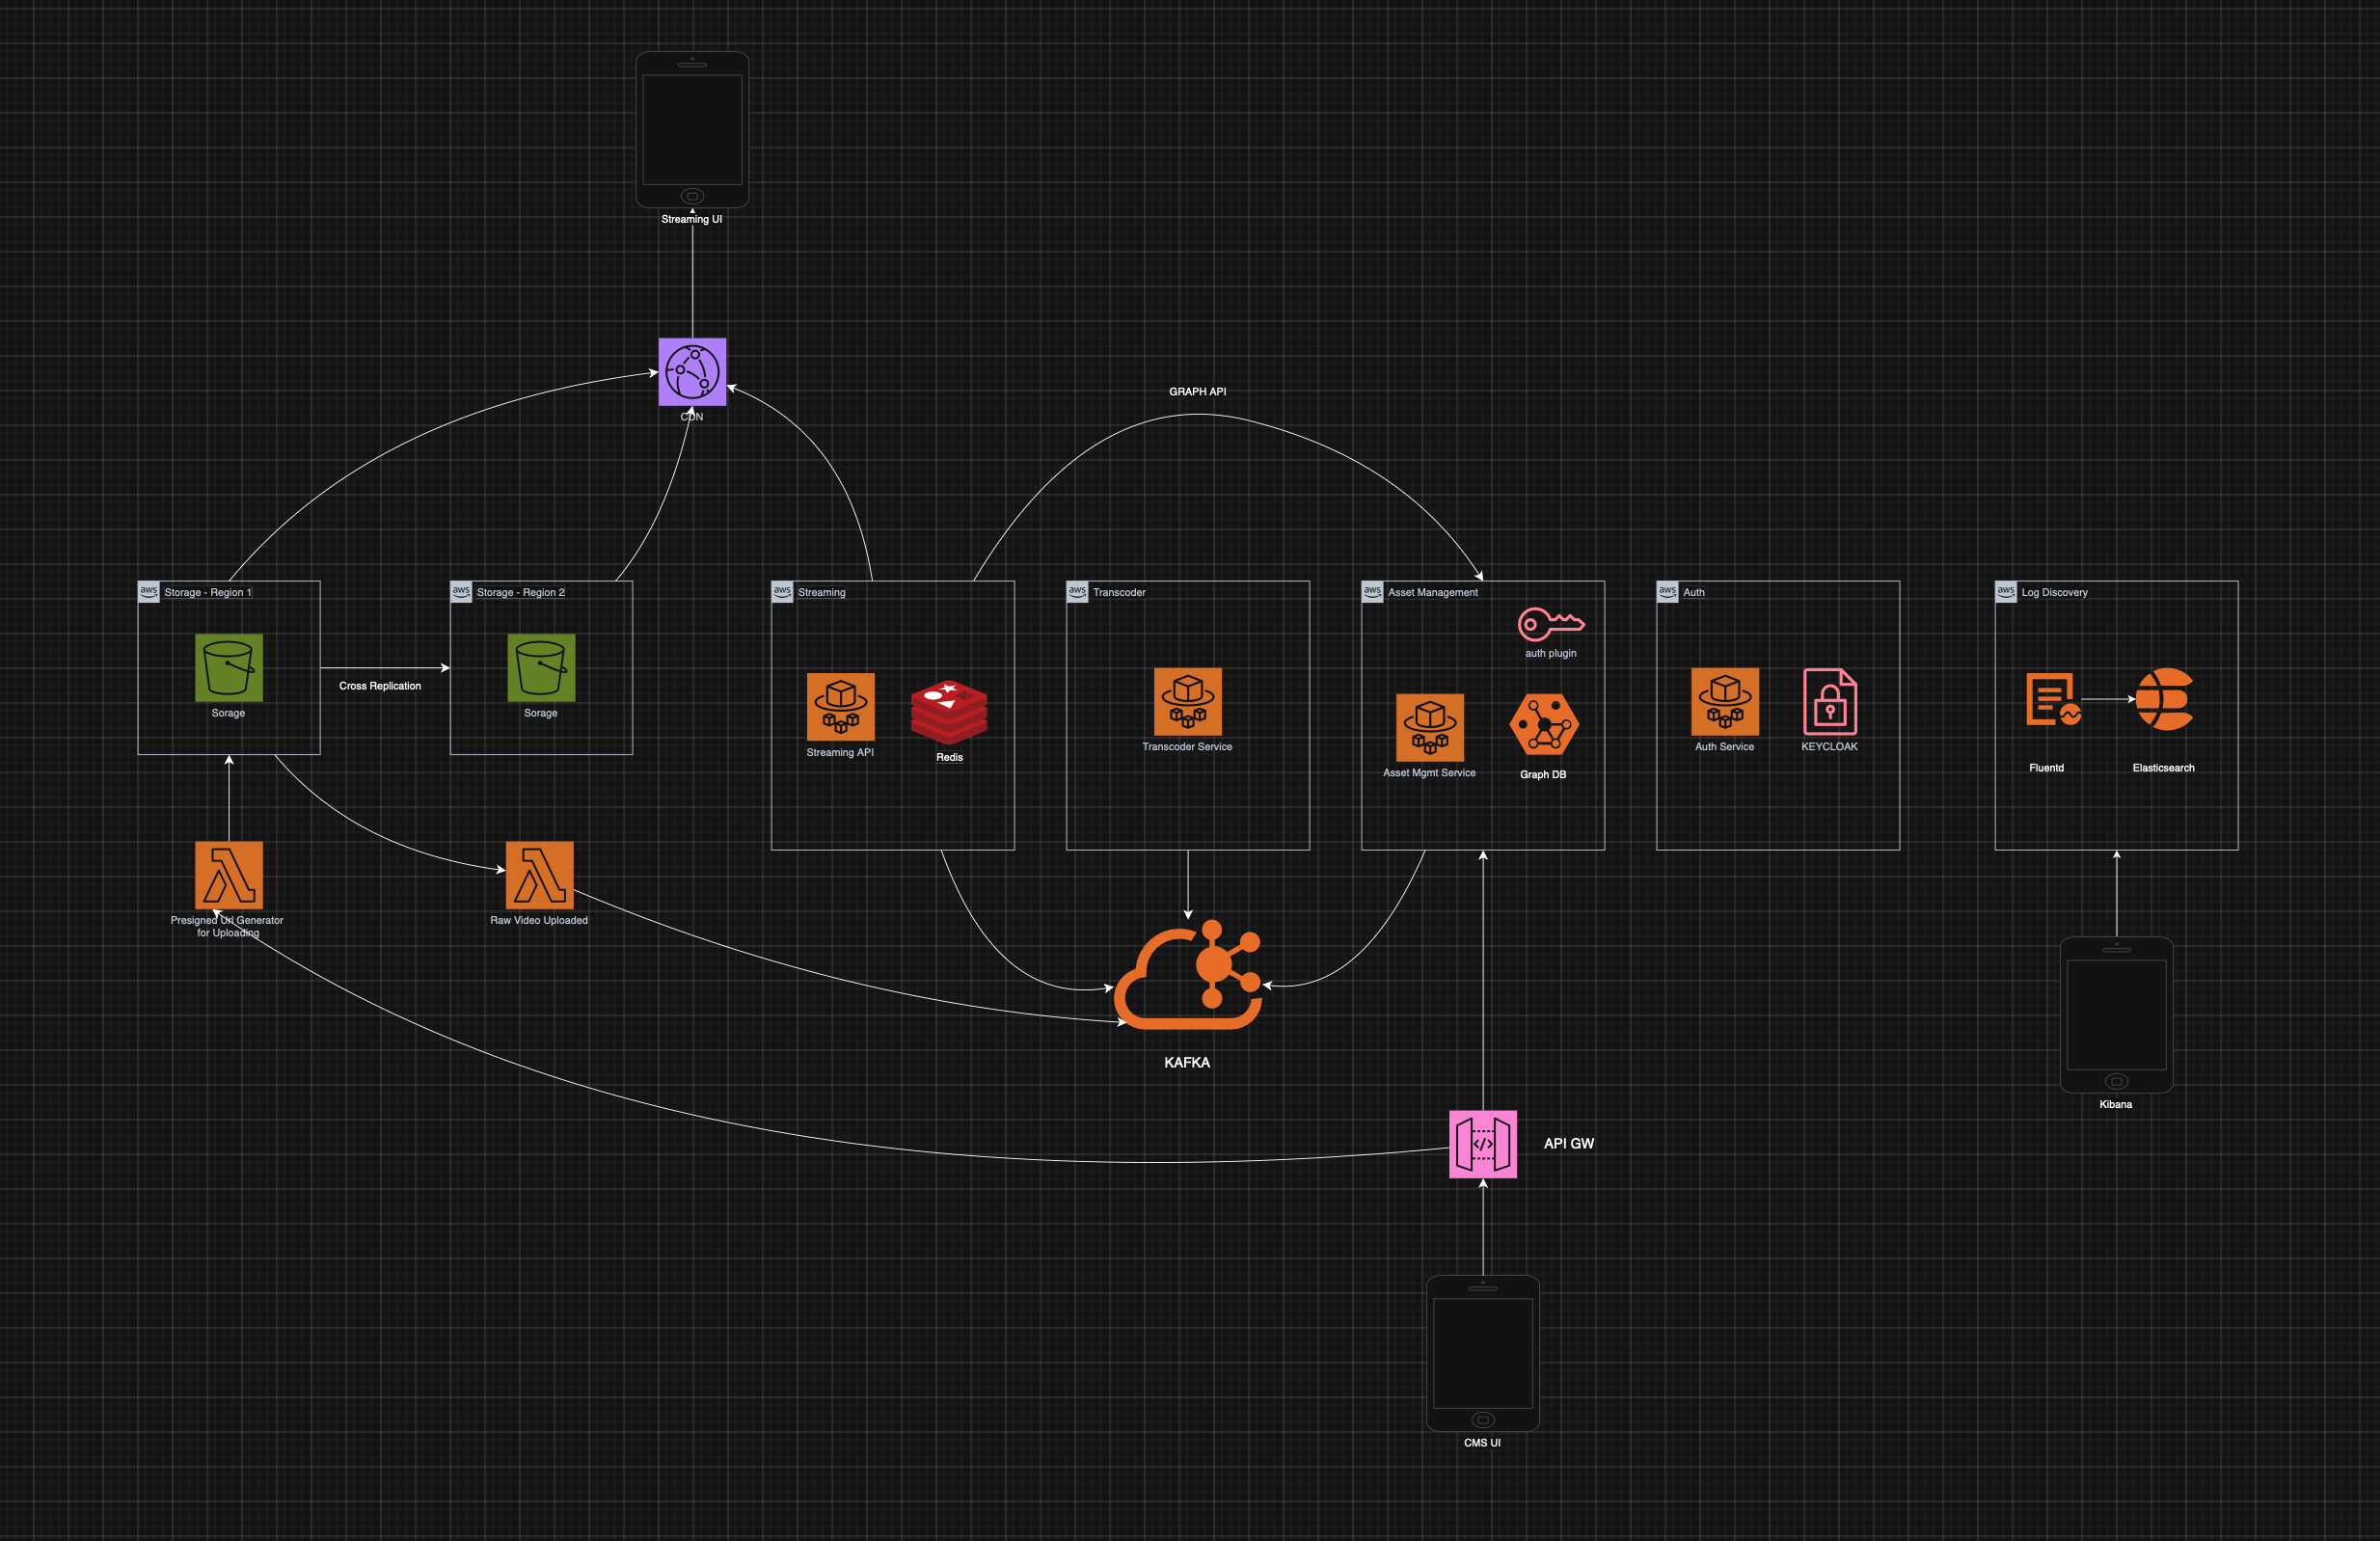 Streaming UI
CDN
GRAPH API
aws
Storage - Region 1
Sorage
Cross Replication
aws
Storage - Region 2
Sorage
aws
Streaming
Streaming API
Redis
aws
Transcoder
Transcoder Service
aws
Asset Management
auth plugin
Asset Mgmt Service
Graph DB
aws
Auth
Auth Service
KEYCLOAK
aws
Log Discovery
Fluentd
Elasticsearch
Presigned Url Generator
for Uploading
Raw Video Uploaded
KAFKA
Kibana
</>
API GW
CMS UI